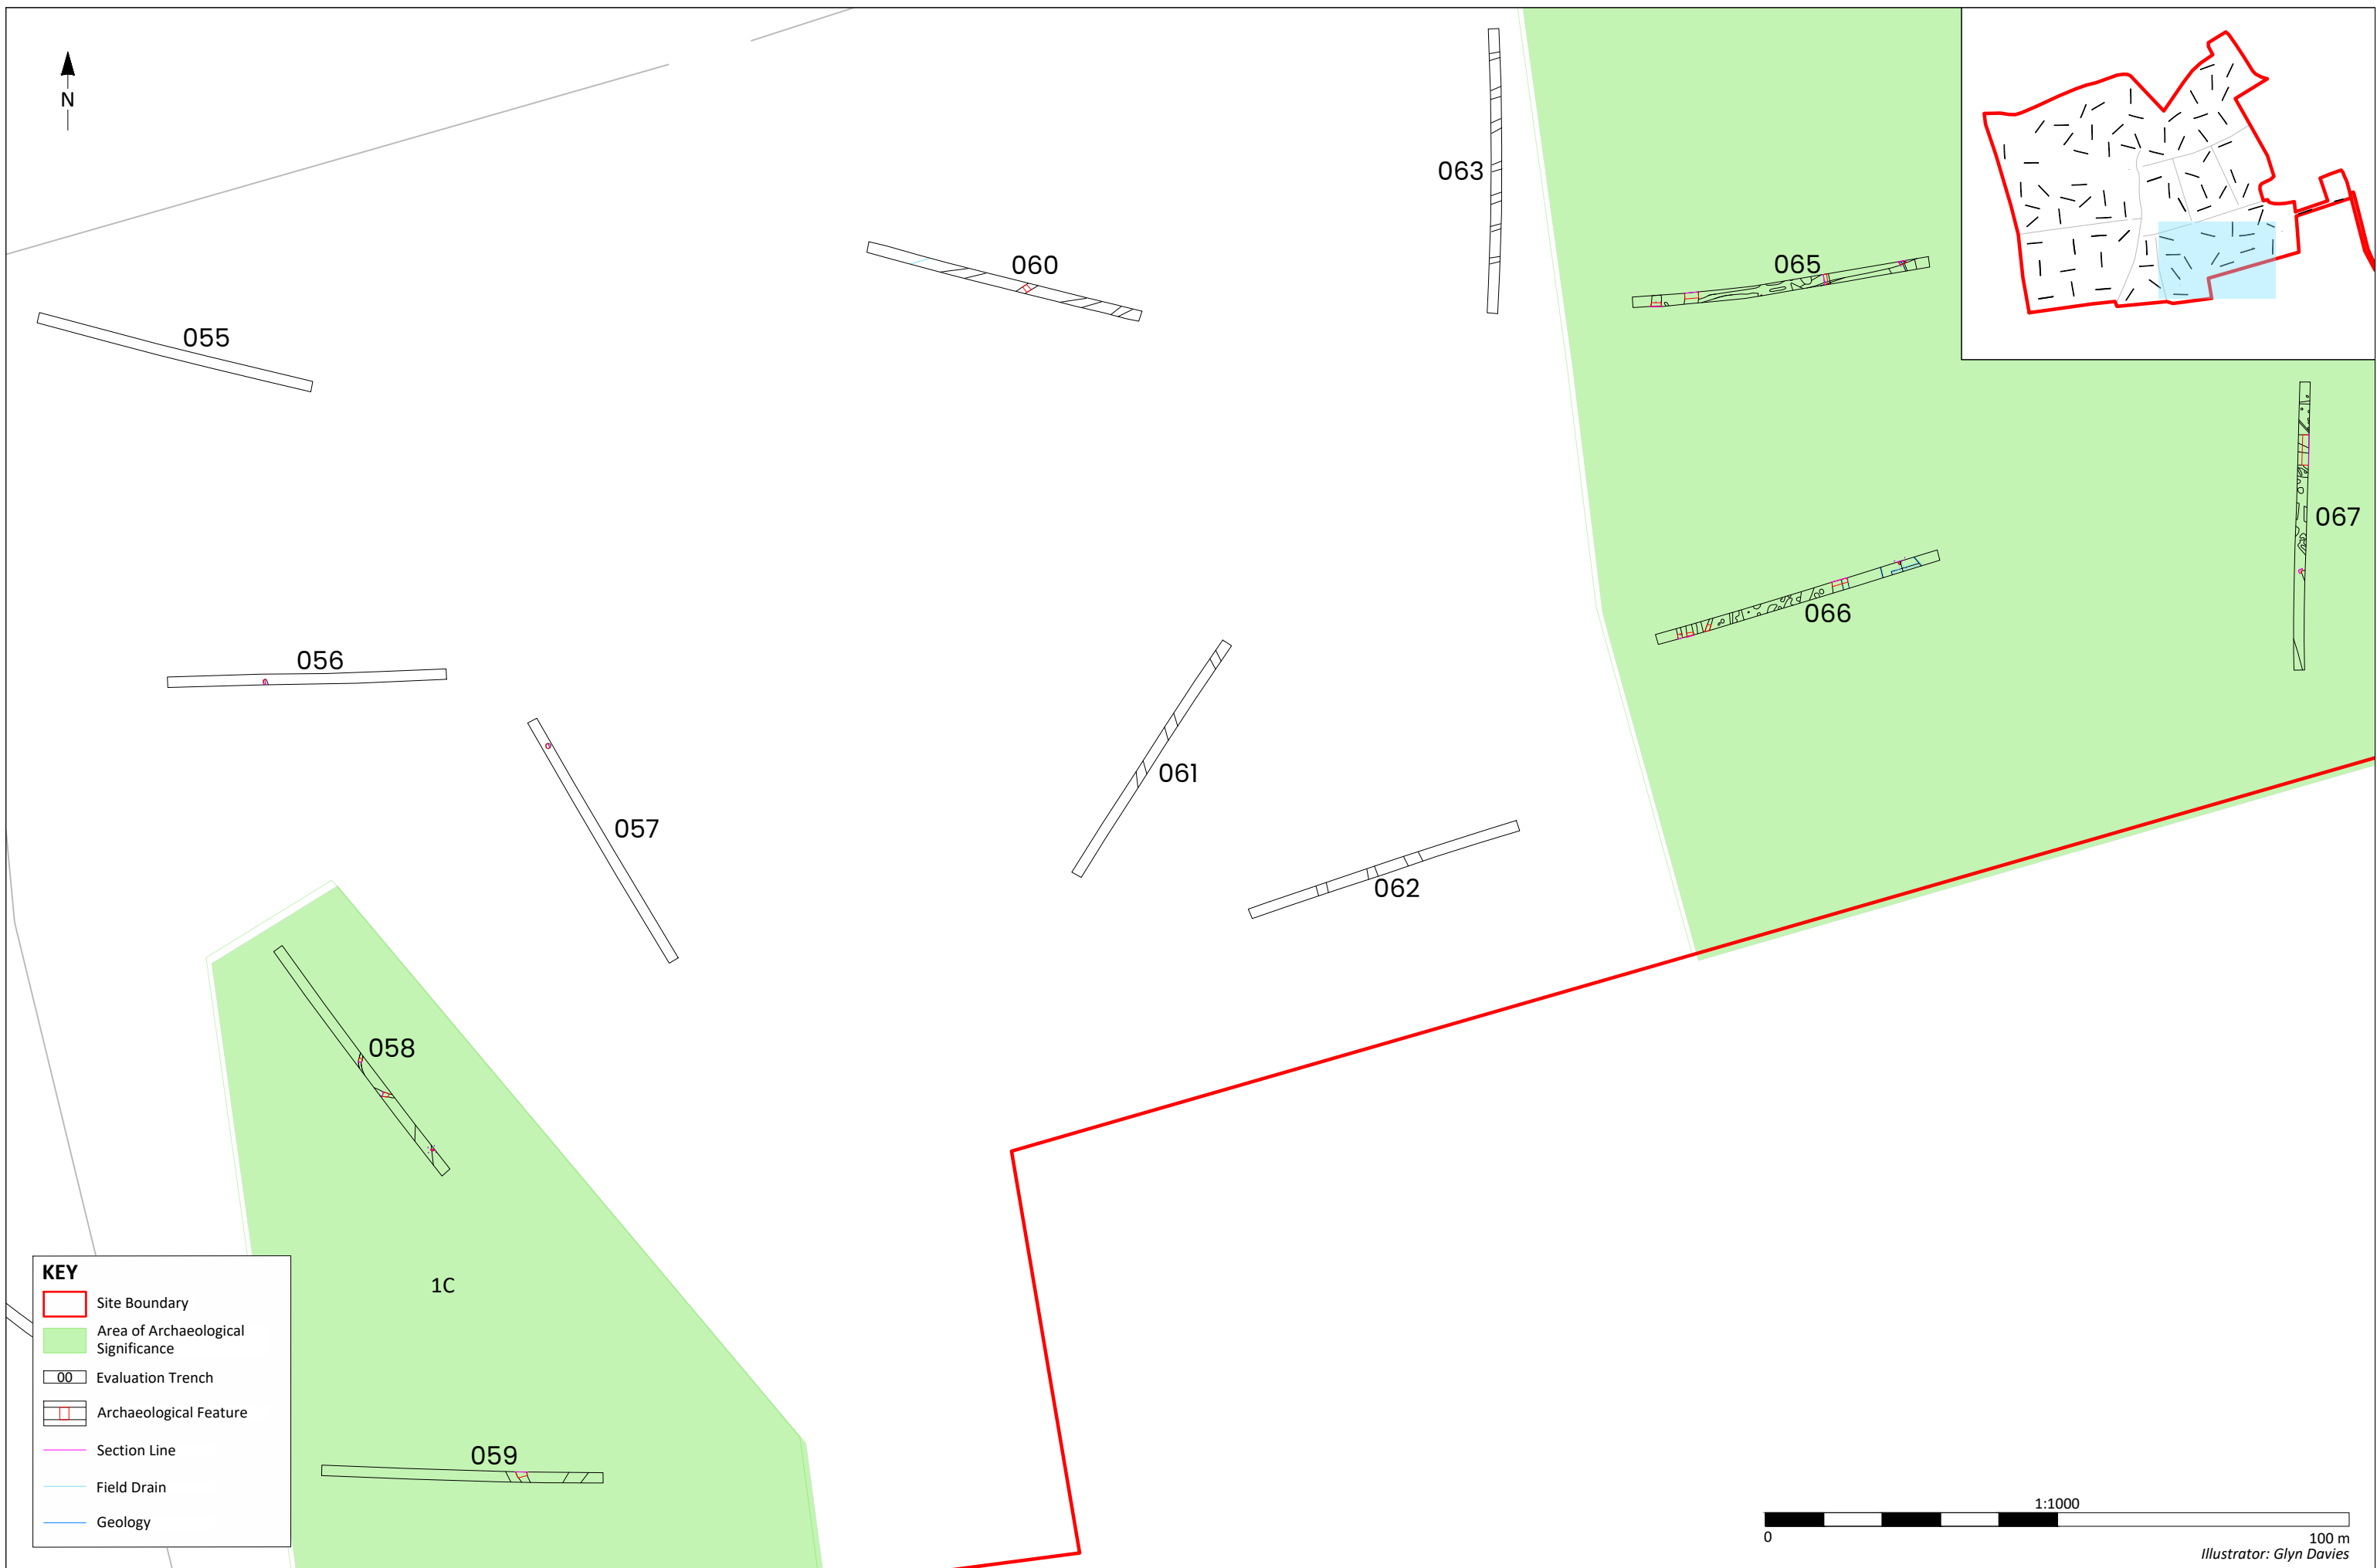 N
063
060
065
055
067
066
056
061
057
062
058
1C
059
KEY
Site Boundary
Area of Archaeological
Significance
00
Evaluation Trench
Archaeological Feature
Section Line
Field Drain
Geology
1:1000
0
100 m
Illustrator: Glyn Davies